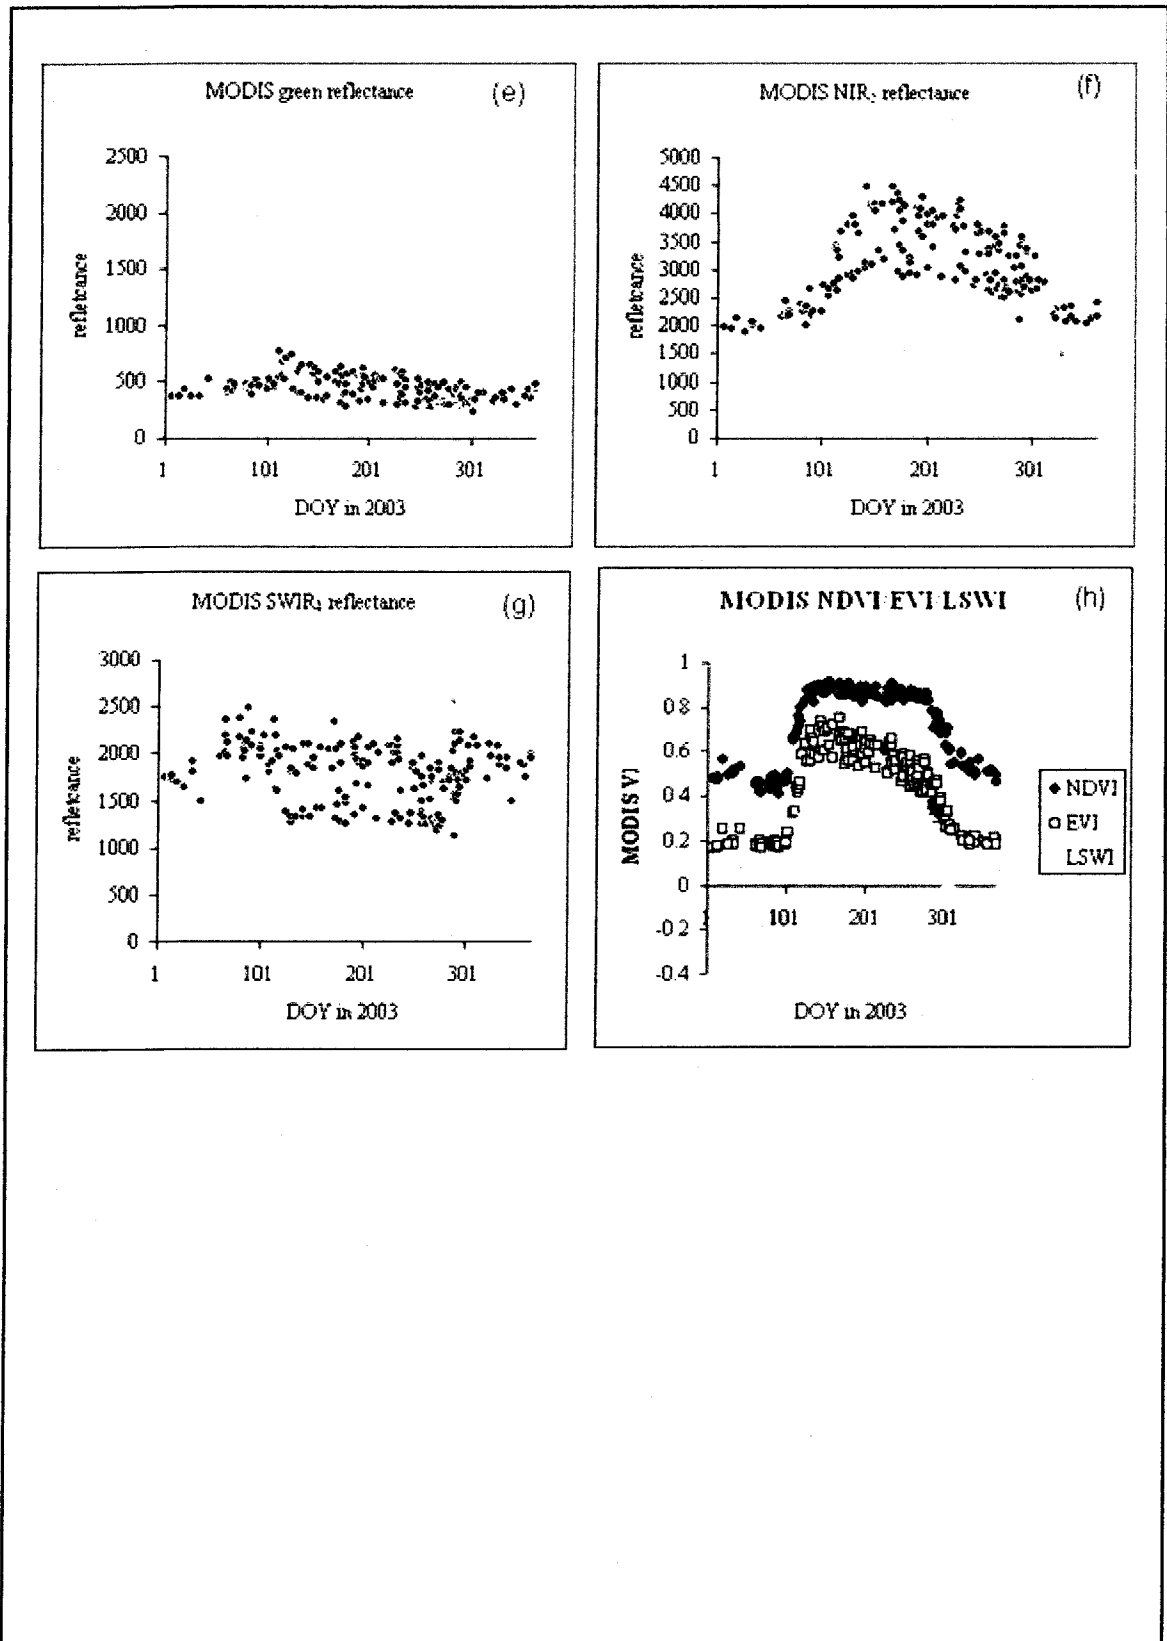 MODIS green reflectance (e)
2500
2000
1500
1000
500
0
refletcance
1 101 201 301
DOY in 2003
MODIS NIR₂ reflectance (f)
5000
4500
4000
3500
3000
2500
2000
1500
1000
500
0
reflectance
1 101 201 301
DOY in 2003
MODIS SWIR₁ reflectance (g)
3000
2500
2000
1500
1000
500
0
reflectance
1 101 201 301
DOY in 2003
MODIS NDVI EVI LSWI (h)
1
0.8
0.6
0.4
0.2
0
-0.2
-0.4
MODIS VI
1 101 201 301
DOY in 2003
NDVI
EVI
LSWI